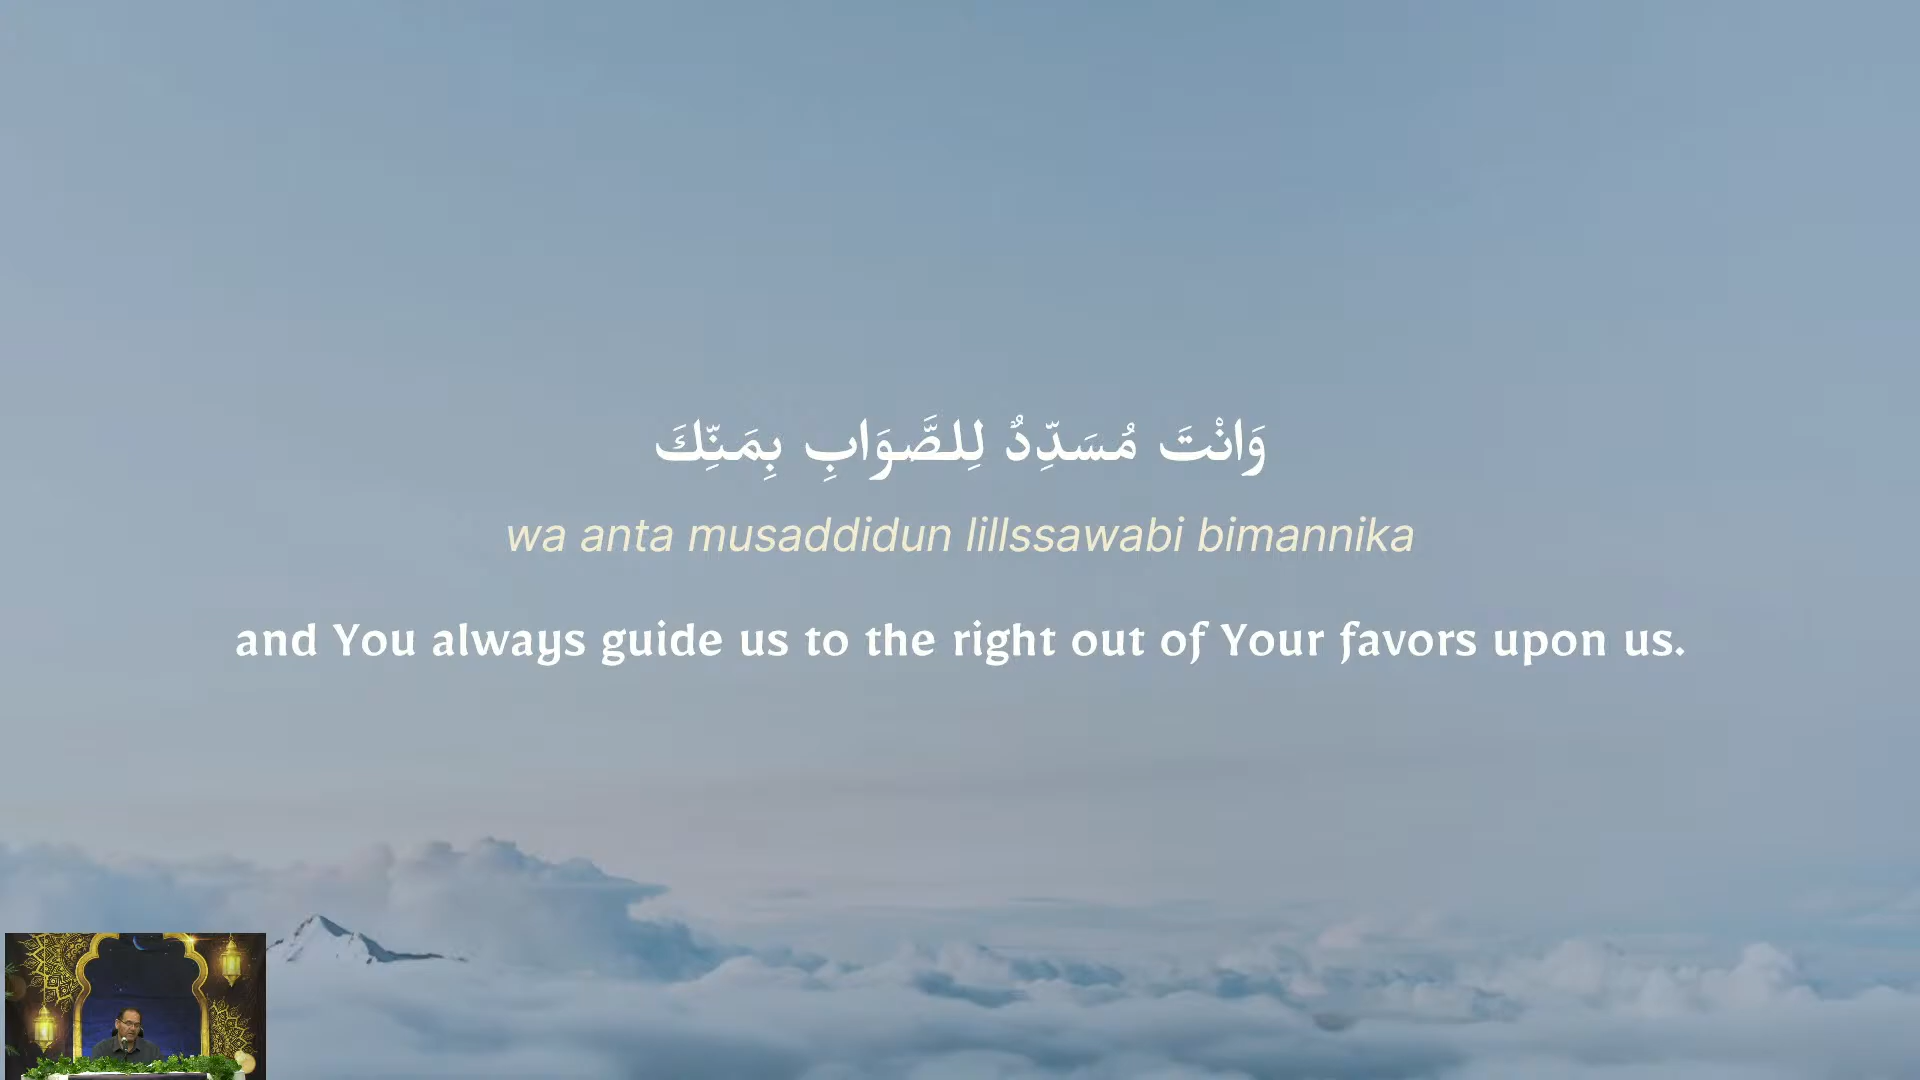 وَانْتَ مُسَدِّدٌ لِلصَّوَابِ بِمَنِّكَ
wa anta musaddidun lillssawabi bimannika
and You always guide us to the right out of Your favors upon us.